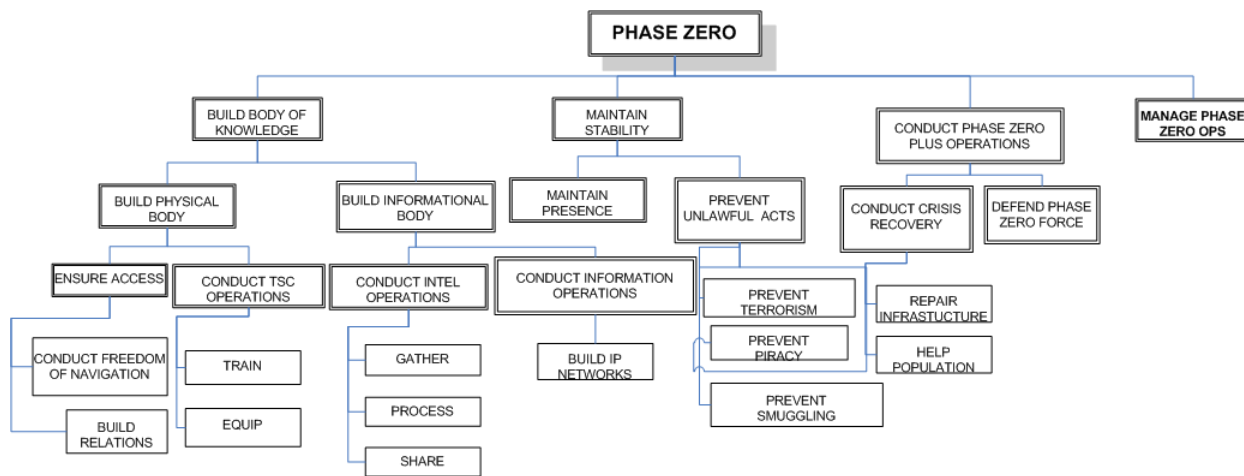 PHASE ZERO
BUILD BODY OF
KNOWLEDGE
MAINTAIN
STABILITY
CONDUCT PHASE ZERO
PLUS OPERATIONS
MANAGE PHASE
ZERO OPS
BUILD PHYSICAL
BODY
BUILD INFORMATIONAL
BODY
MAINTAIN
PRESENCE
PREVENT
UNLAWFUL ACTS
CONDUCT CRISIS
RECOVERY
DEFEND PHASE
ZERO FORCE
ENSURE ACCESS
CONDUCT TSC
OPERATIONS
CONDUCT INTEL
OPERATIONS
CONDUCT INFORMATION
OPERATIONS
PREVENT
TERRORISM
REPAIR
INFRASTUCTURE
CONDUCT FREEDOM
OF NAVIGATION
TRAIN
GATHER
BUILD IP
NETWORKS
PREVENT
PIRACY
HELP
POPULATION
BUILD
RELATIONS
EQUIP
PROCESS
PREVENT
SMUGGLING
SHARE